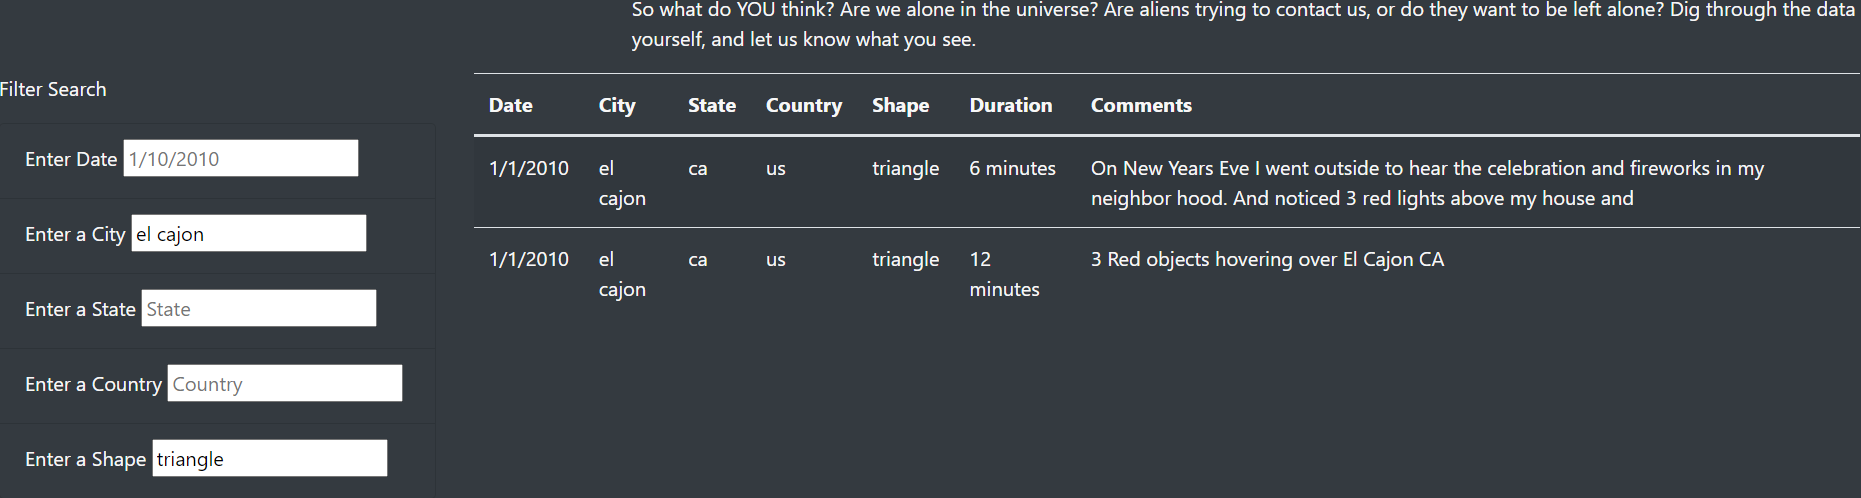 So what do YOU think? Are we alone in the universe? Are aliens trying to contact us, or do they want to be left alone? Dig through the data
yourself, and let us know what you see.
Filter Search
Enter Date 1/10/2010
Enter a City el cajon
Enter a State State
Enter a Country Country
Enter a Shape triangle
Date City State Country Shape Duration Comments
1/1/2010 el ca us triangle 6 minutes On New Years Eve I went outside to hear the celebration and fireworks in my
cajon neighbor hood. And noticed 3 red lights above my house and
1/1/2010 el ca us triangle 12 3 Red objects hovering over El Cajon CA
cajon minutes